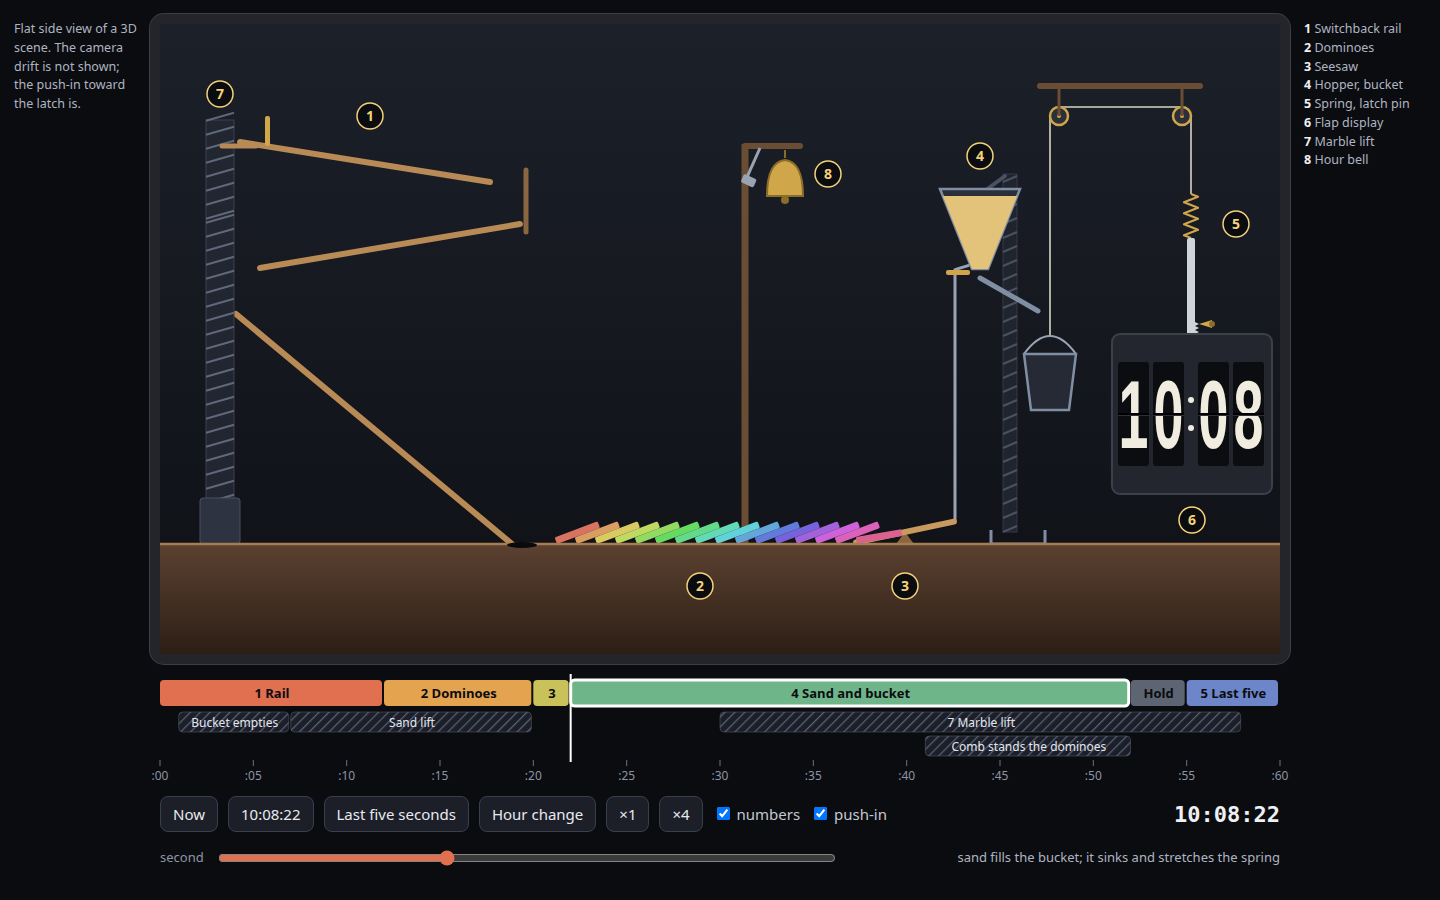 Flat side view of a 3D
scene. The camera
drift is not shown;
the push-in toward
the latch is.
1 Switchback rail
2 Dominoes
3 Seesaw
4 Hopper, bucket
5 Spring, latch pin
6 Flap display
7 Marble lift
8 Hour bell
7
1
8
4
5
10:08
6
2
3
1 Rail
2 Dominoes
3
4 Sand and bucket
Hold
5 Last five
Bucket empties
Sand lift
7 Marble lift
Comb stands the dominoes
:00
:05
:10
:15
:20
:25
:30
:35
:40
:45
:50
:55
:60
Now
10:08:22
Last five seconds
Hour change
×1
×4
numbers
push-in
10:08:22
second
sand fills the bucket; it sinks and stretches the spring